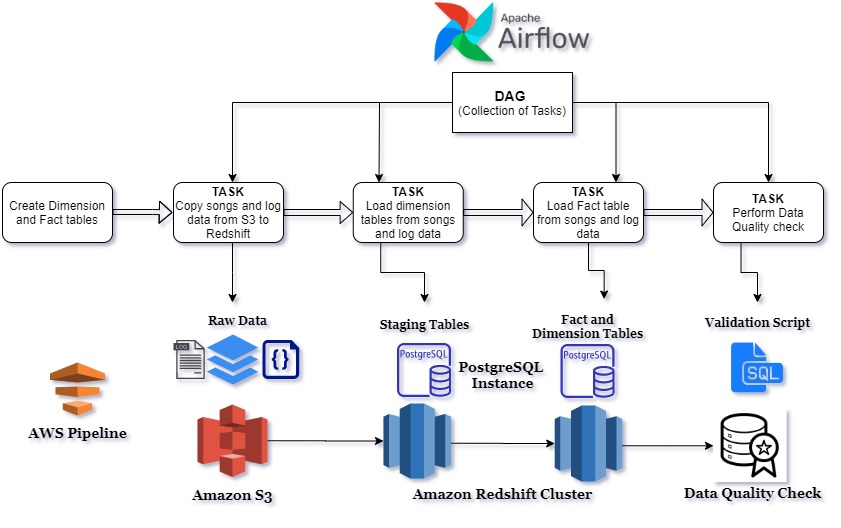 Apache
Airflow
DAG
(Collection of Tasks)
Create Dimension
and Fact tables
TASK
Copy songs and log
data from S3 to
Redshift
TASK
Load dimension
tables from songs
and log data
TASK
Load Fact table
from songs and log
data
TASK
Perform Data
Quality check
Raw Data
Staging Tables
Fact and
Dimension Tables
Validation Script
LOG
{}
PostgreSQL
PostgreSQL
Instance
PostgreSQL
SQL
AWS Pipeline
Amazon S3
Amazon Redshift Cluster
Data Quality Check